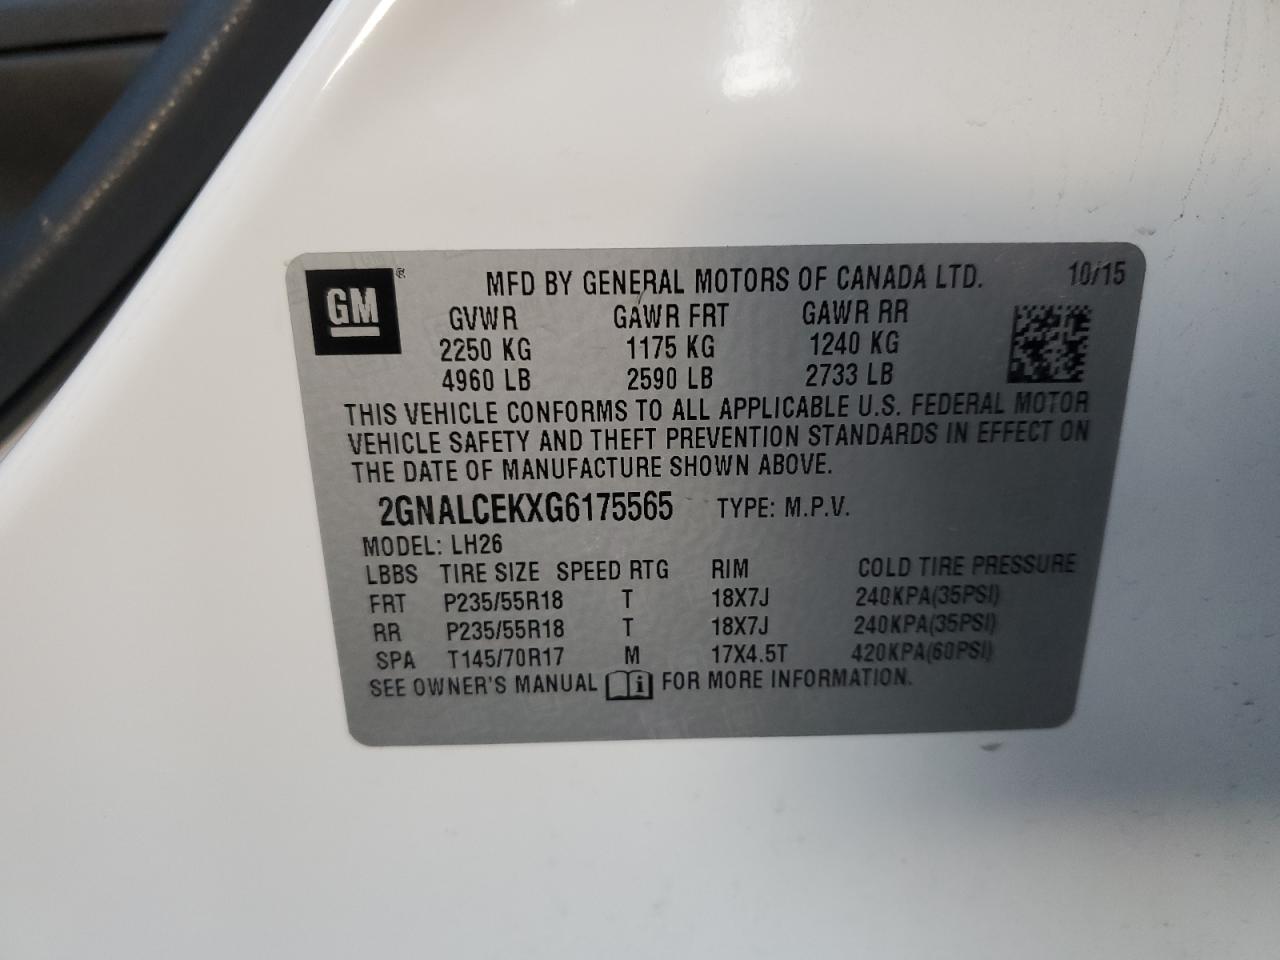 GM ® MFD BY GENERAL MOTORS OF CANADA LTD. 10/15
GVWR GAWR FRT GAWR RR
2250 KG 1175 KG 1240 KG
4960 LB 2590 LB 2733 LB
THIS VEHICLE CONFORMS TO ALL APPLICABLE U.S. FEDERAL MOTOR
VEHICLE SAFETY AND THEFT PREVENTION STANDARDS IN EFFECT ON
THE DATE OF MANUFACTURE SHOWN ABOVE.
2GNALCEKXG6175565 TYPE: M.P.V.
MODEL: LH26
LBBS TIRE SIZE SPEED RTG RIM COLD TIRE PRESSURE
FRT P235/55R18 T 18X7J 240KPA(35PSI)
RR P235/55R18 T 18X7J 240KPA(35PSI)
SPA T145/70R17 M 17X4.5T 420KPA(60PSI)
SEE OWNER'S MANUAL i FOR MORE INFORMATION.